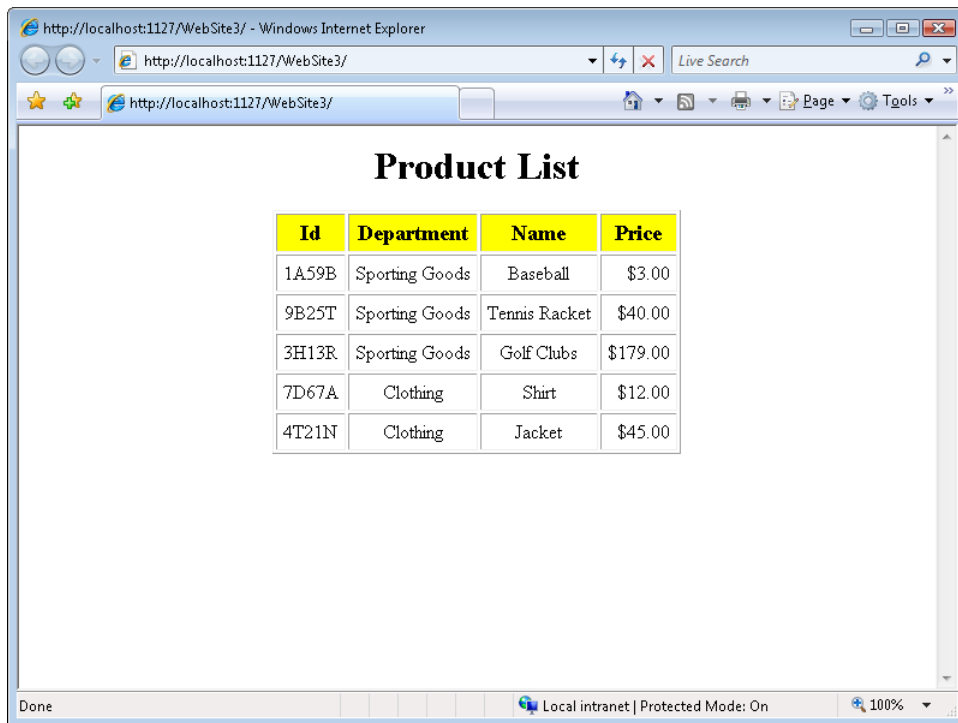 http://localhost:1127/WebSite3/ - Windows Internet Explorer
http://localhost:1127/WebSite3/ Live Search
http://localhost:1127/WebSite3/ Page Tools »
Product List
Id Department Name Price
1A59B Sporting Goods Baseball $3.00
9B25T Sporting Goods Tennis Racket $40.00
3H13R Sporting Goods Golf Clubs $179.00
7D67A Clothing Shirt $12.00
4T21N Clothing Jacket $45.00
Done Local intranet | Protected Mode: On 100%